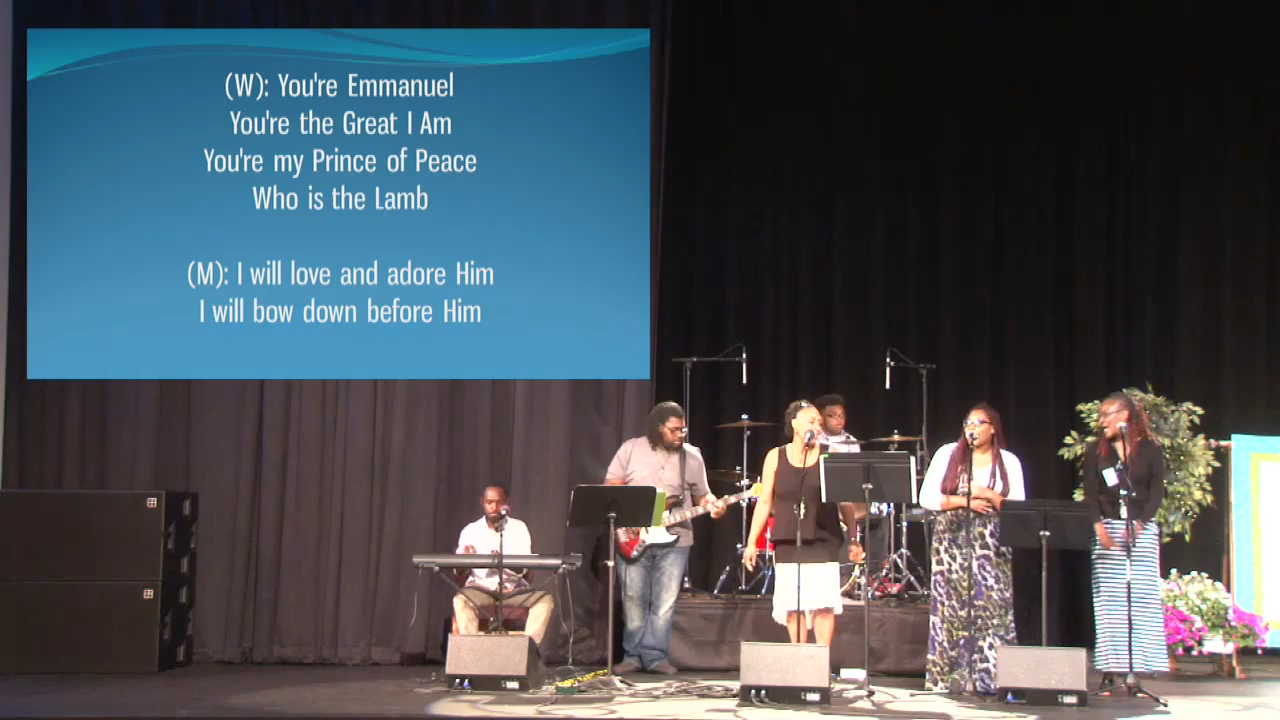 (W): You're Emmanuel
You're the Great I Am
You're my Prince of Peace
Who is the Lamb
(M): I will love and adore Him
I will bow down before Him